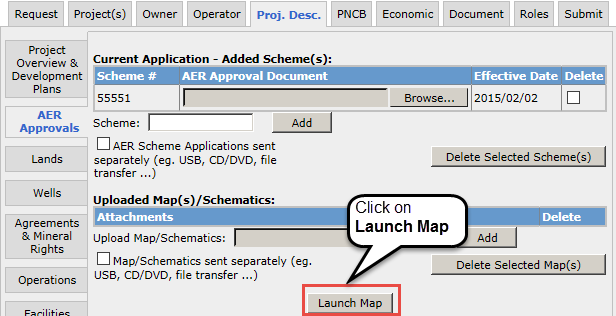 Request Project(s) Owner Operator Proj. Desc. PNCB Economic Document Roles Submit
Project
Overview &
Development
Plans
AER
Approvals
Lands
Wells
Agreements
& Mineral
Rights
Operations
Facilities
Current Application - Added Scheme(s):
Scheme # AER Approval Document Effective Date Delete
55551 Browse... 2015/02/02
Scheme: Add
AER Scheme Applications sent
separately (eg. USB, CD/DVD, file
transfer ...)
Delete Selected Scheme(s)
Uploaded Map(s)/Schematics:
Attachments Delete
Upload Map/Schematics: Add
Map/Schematics sent separately (eg.
USB, CD/DVD, file transfer ...)
Delete Selected Map(s)
Click on
Launch Map
Launch Map